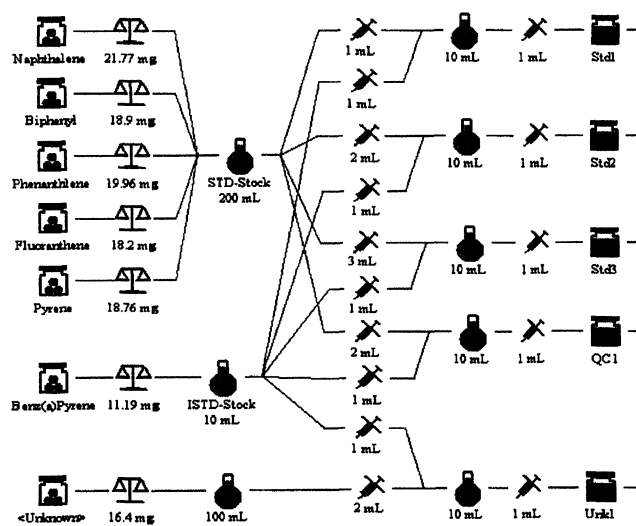 Naphthalene
21.77 mg
Biphenyl
18.9 mg
Phenanthlene
19.96 mg
Fluoranthene
18.2 mg
Pyrene
18.76 mg
Benz(a)Pyrene
11.19 mg
<Unknown>
16.4 mg
STD-Stock
200 mL
ISTD-Stock
10 mL
100 mL
1 mL
1 mL
2 mL
1 mL
3 mL
1 mL
2 mL
1 mL
1 mL
2 mL
10 mL
1 mL
Std1
10 mL
1 mL
Std2
10 mL
1 mL
Std3
10 mL
1 mL
QC1
10 mL
1 mL
Unk1